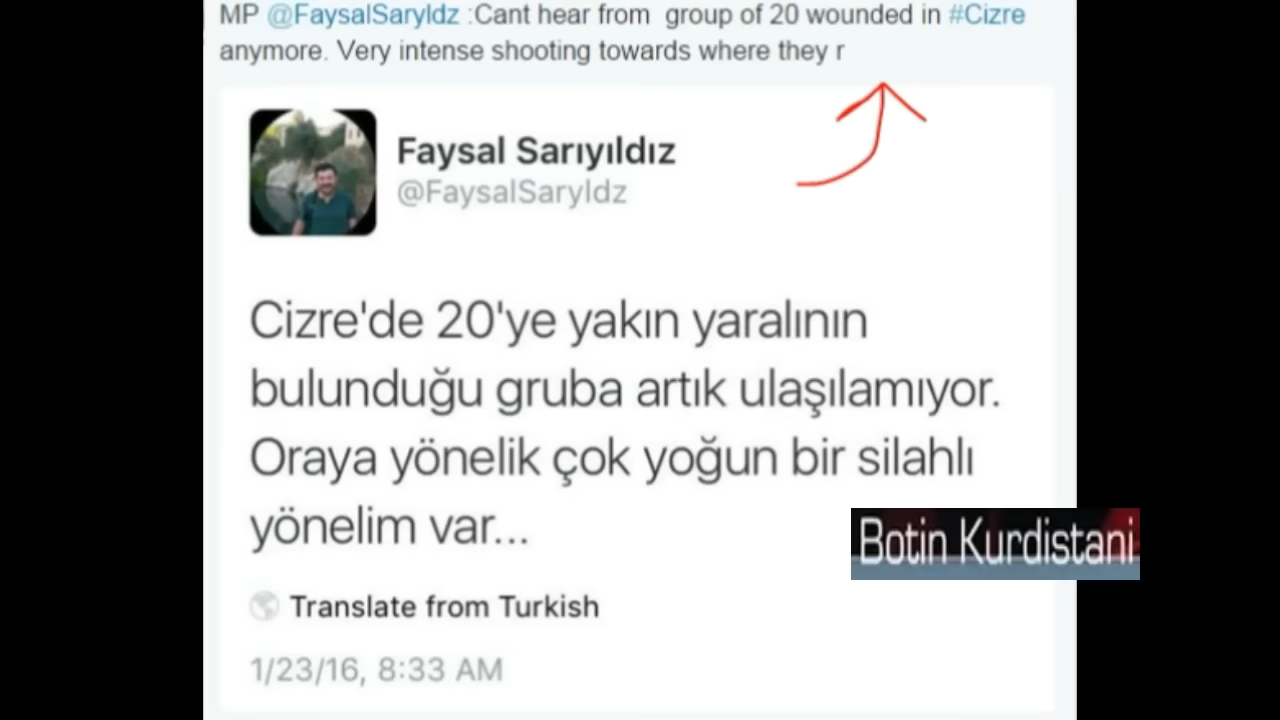 MP @FaysalSaryldz :Cant hear from group of 20 wounded in #Cizre
anymore. Very intense shooting towards where they r
Faysal Sarıyıldız
@FaysalSaryldz
Cizre'de 20'ye yakın yaralının
bulunduğu gruba artık ulaşılamıyor.
Oraya yönelik çok yoğun bir silahlı
yönelim var...
Botin Kurdistani
Translate from Turkish
1/23/16, 8:33 AM